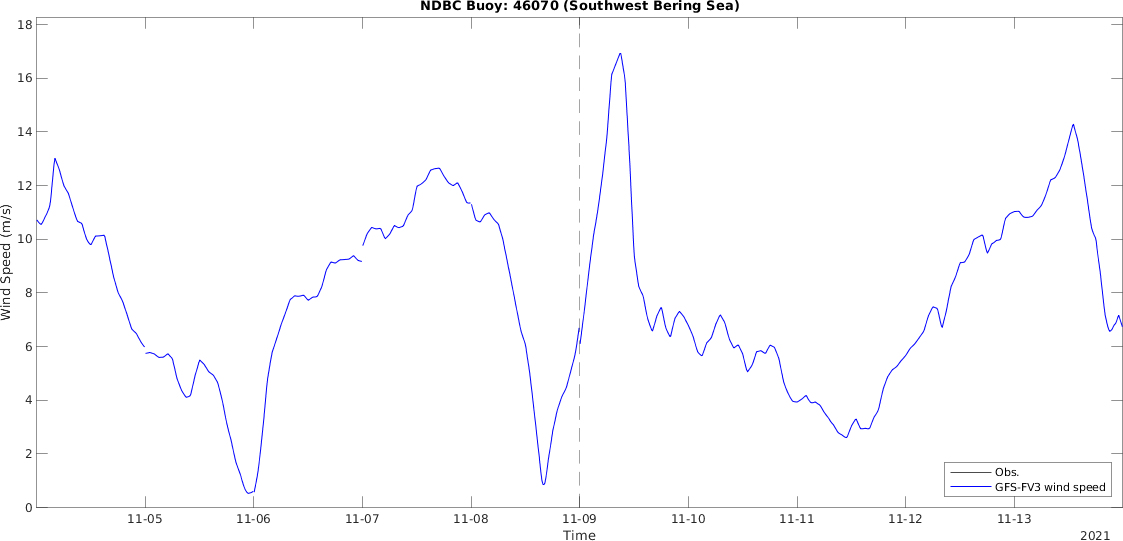 NDBC Buoy: 46070 (Southwest Bering Sea)
18
16
14
12
10
8
6
4
2
0
Wind Speed (m/s)
11-05 11-06 11-07 11-08 11-09 11-10 11-11 11-12 11-13
Time
2021
Obs.
GFS-FV3 wind speed